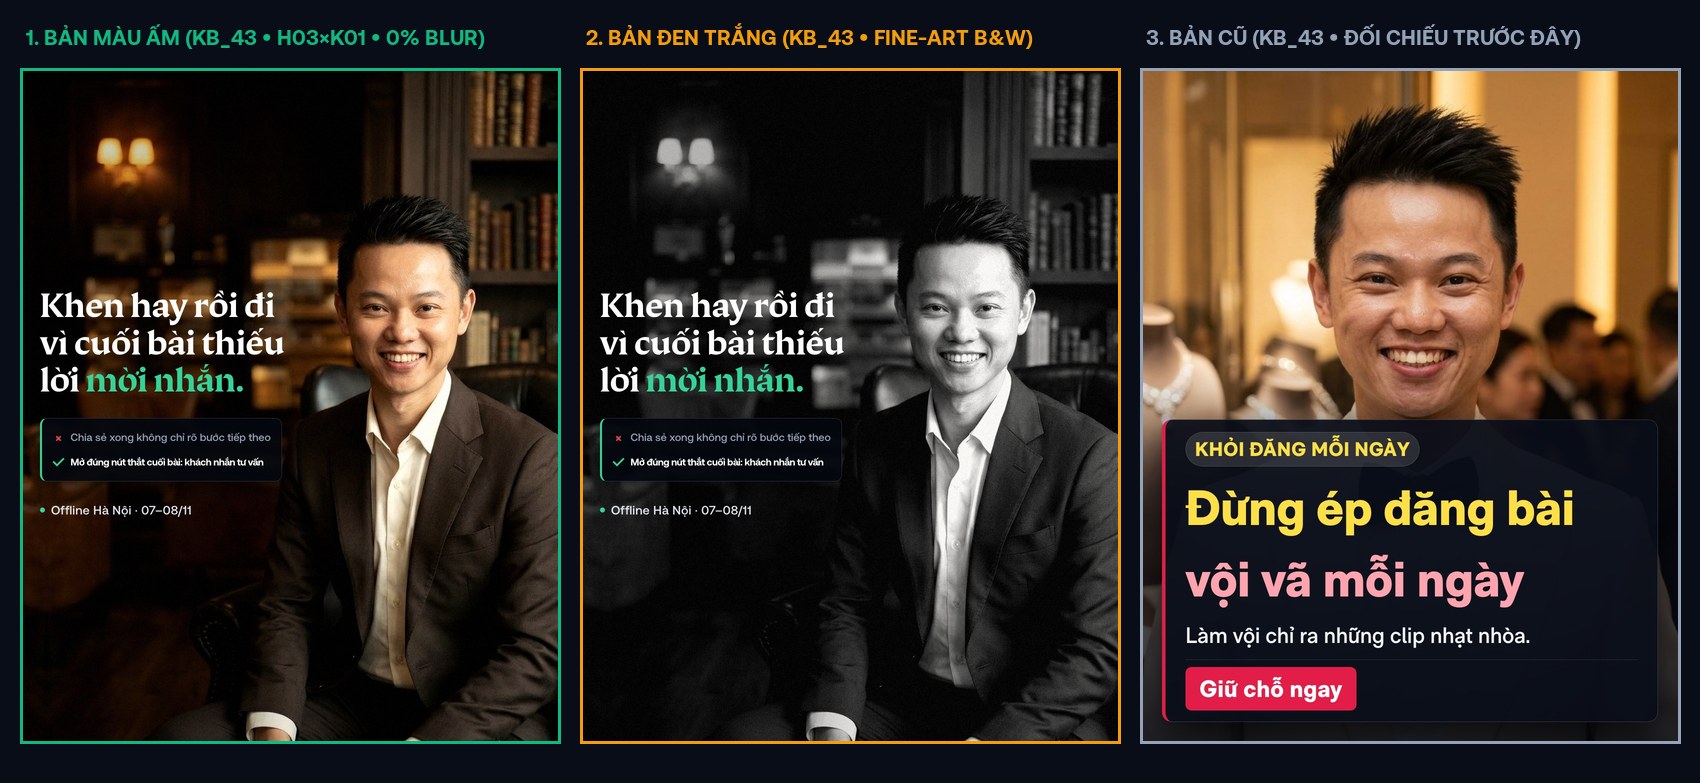 1. BẢN MÀU ẤM (KB_43 • H03×K01 • 0% BLUR)
Khen hay rồi đi
vì cuối bài thiếu
lời mời nhắn.
× Chia sẻ xong không chỉ rõ bước tiếp theo
✓ Mở đúng nút thắt cuối bài: khách nhắn tư vấn
• Offline Hà Nội · 07–08/11
2. BẢN ĐEN TRẮNG (KB_43 • FINE-ART B&W)
Khen hay rồi đi
vì cuối bài thiếu
lời mời nhắn.
× Chia sẻ xong không chỉ rõ bước tiếp theo
✓ Mở đúng nút thắt cuối bài: khách nhắn tư vấn
• Offline Hà Nội · 07–08/11
3. BẢN CŨ (KB_43 • ĐỐI CHIẾU TRƯỚC ĐÂY)
KHỎI ĐĂNG MỖI NGÀY
Đừng ép đăng bài
vội vã mỗi ngày
Làm vội chỉ ra những clip nhạt nhòa.
Giữ chỗ ngay